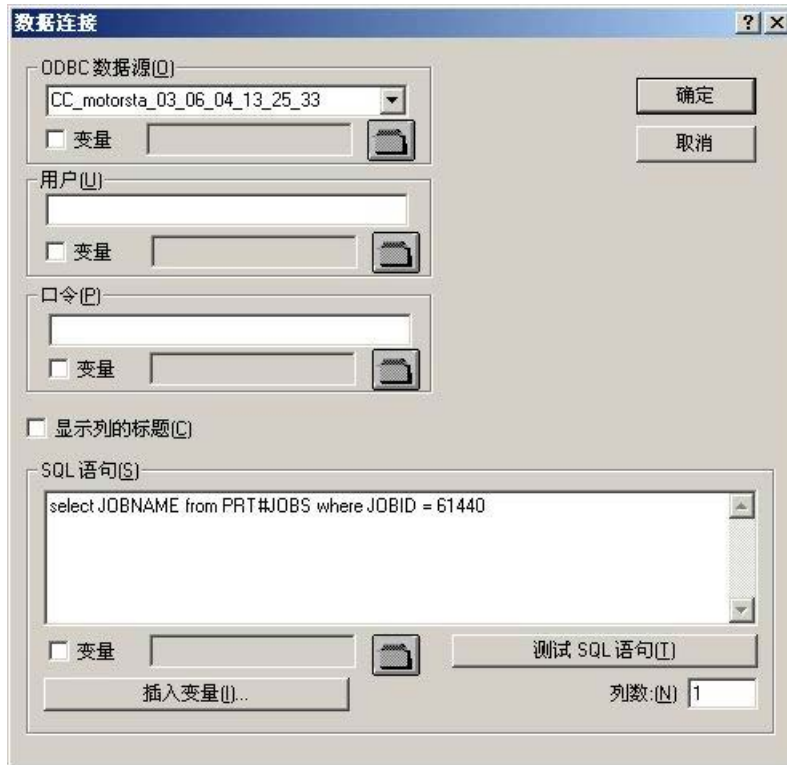 数据连接
ODBC 数据源(O)
CC_motorsta_03_06_04_13_25_33
确定
变量
取消
用户(U)
变量
口令(P)
变量
显示列的标题(C)
SQL 语句(S)
select JOBNAME from PRT#JOBS where JOBID = 61440
变量
测试 SQL 语句(T)
插入变量(I)...
列数:(N) 1